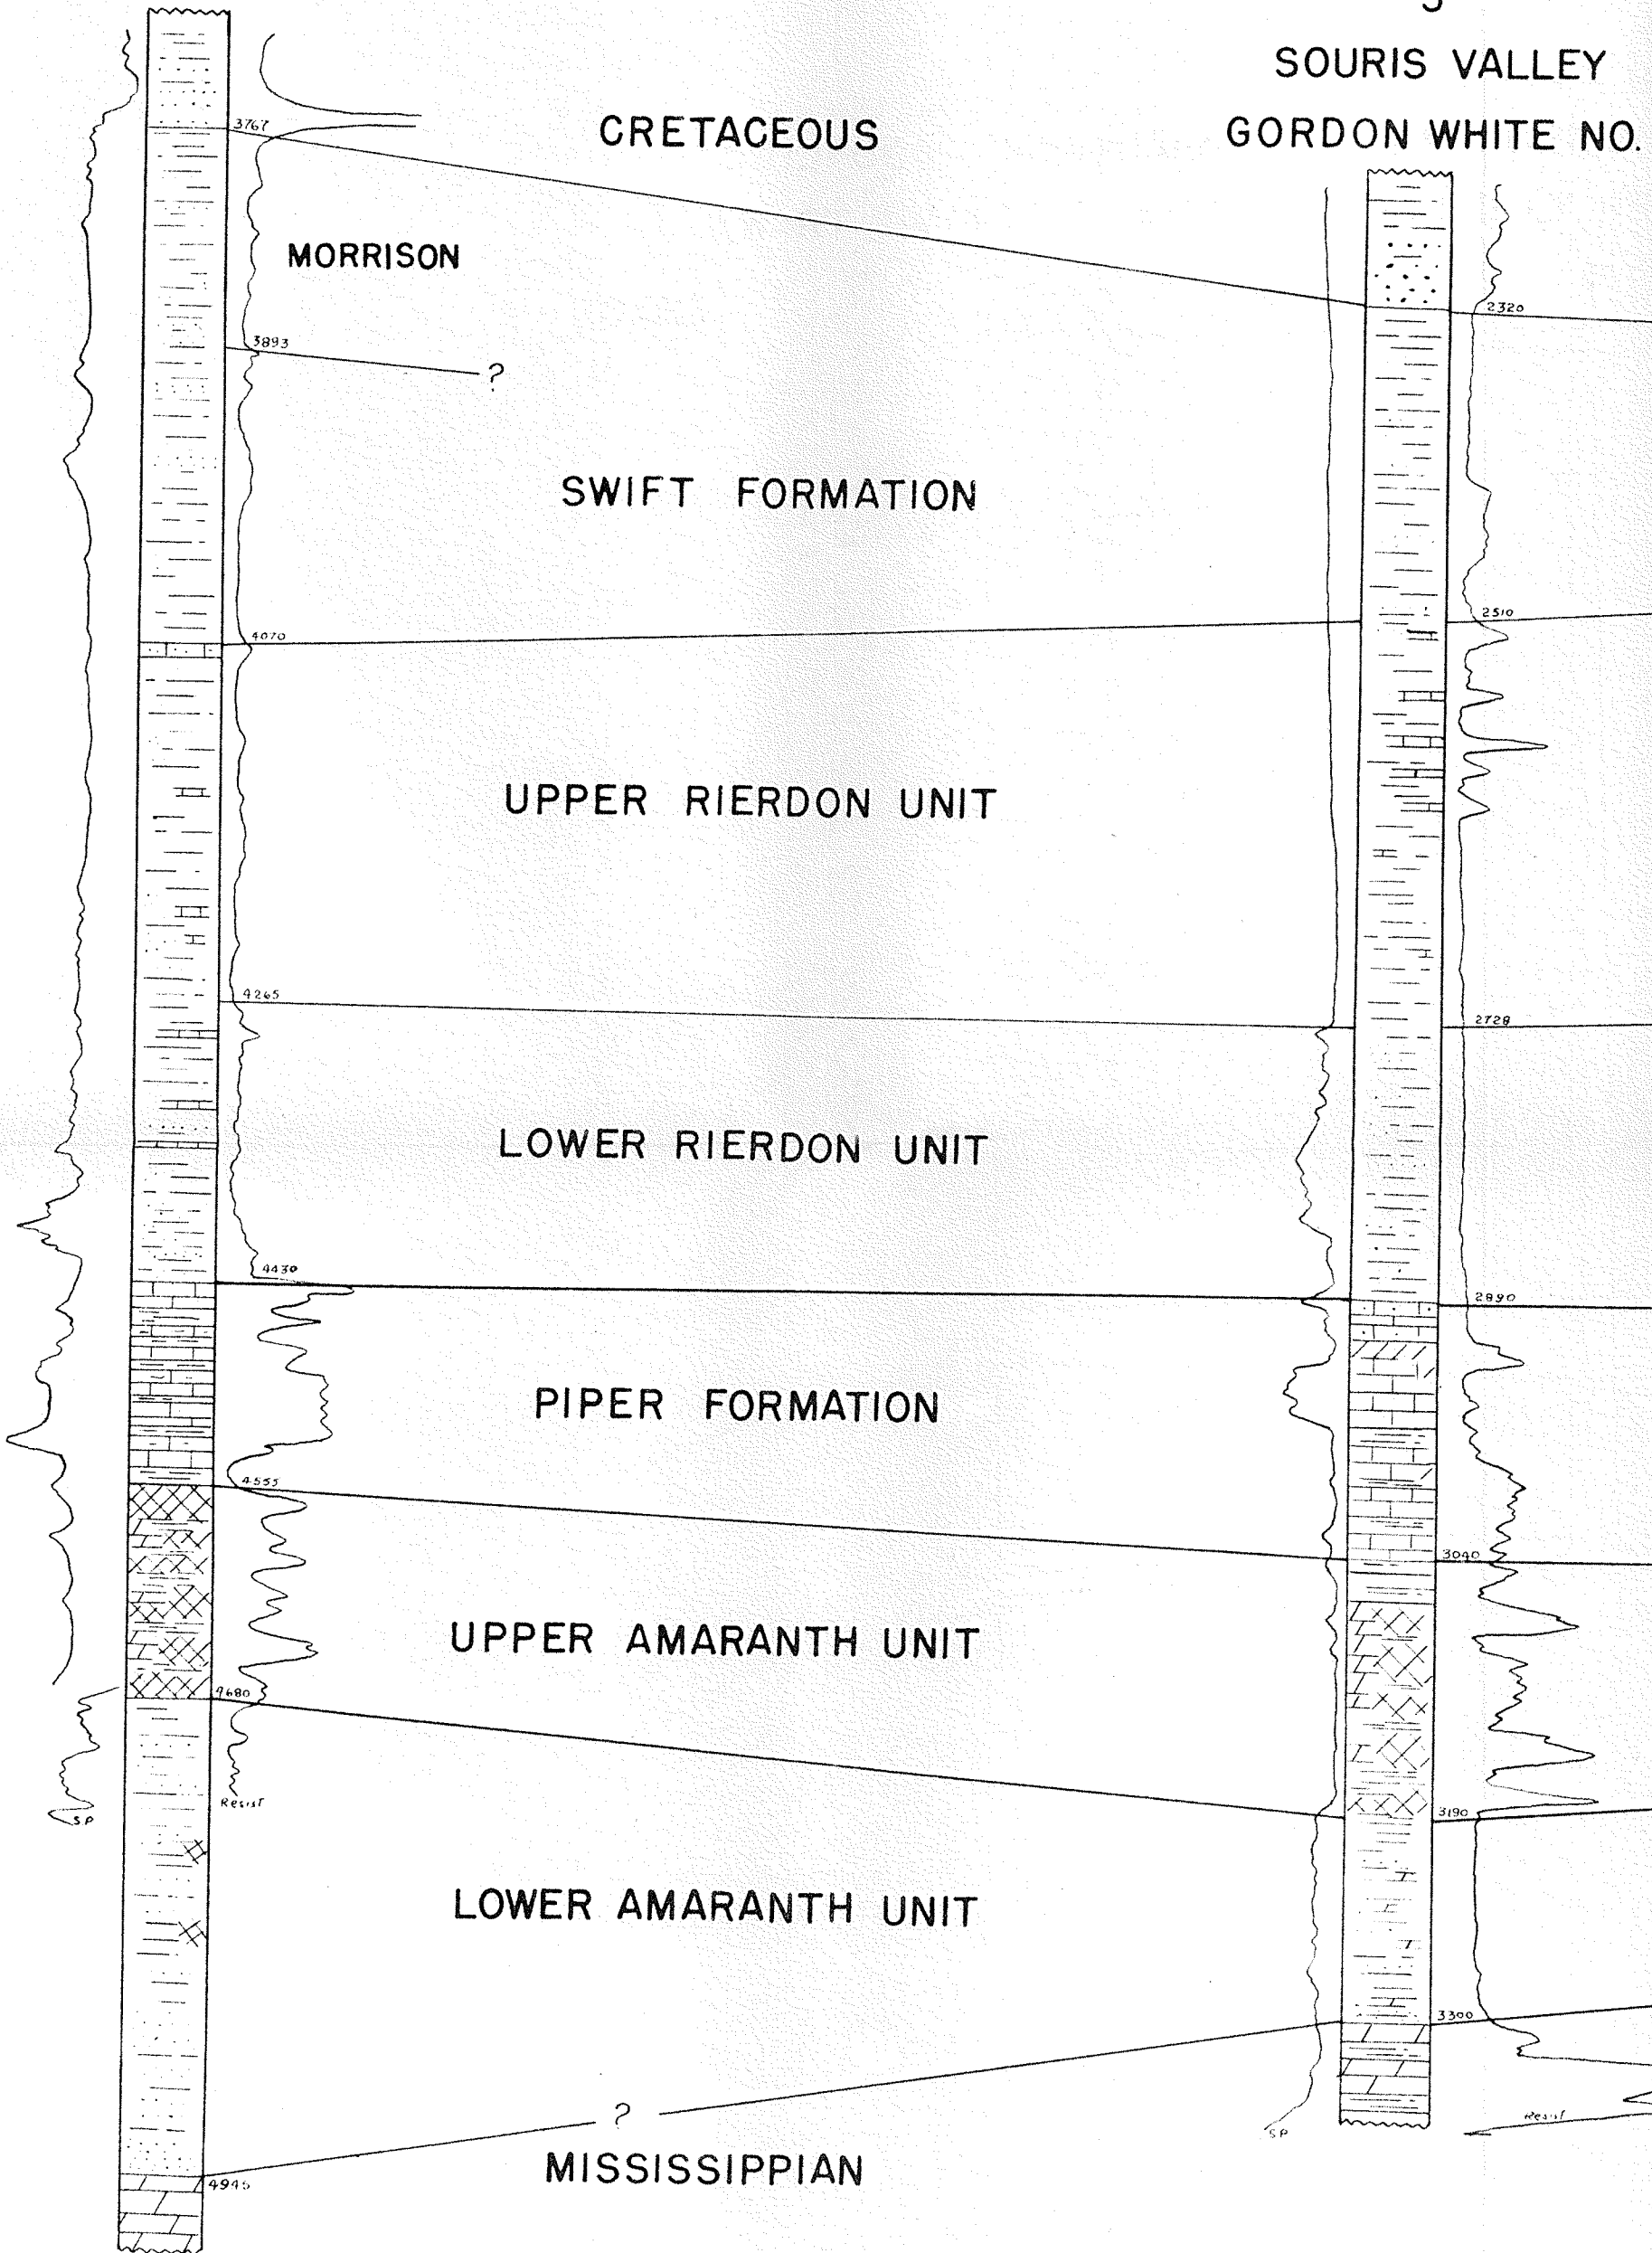 SOURIS VALLEY
GORDON WHITE NO.
CRETACEOUS
3767
MORRISON
2320
3893
?
SWIFT FORMATION
4070
2510
UPPER RIERDON UNIT
4265
2728
LOWER RIERDON UNIT
4430
2890
PIPER FORMATION
4555
3040
UPPER AMARANTH UNIT
4680
3190
Resist
S.P
LOWER AMARANTH UNIT
3300
?
Resist
S.P
MISSISSIPPIAN
4945